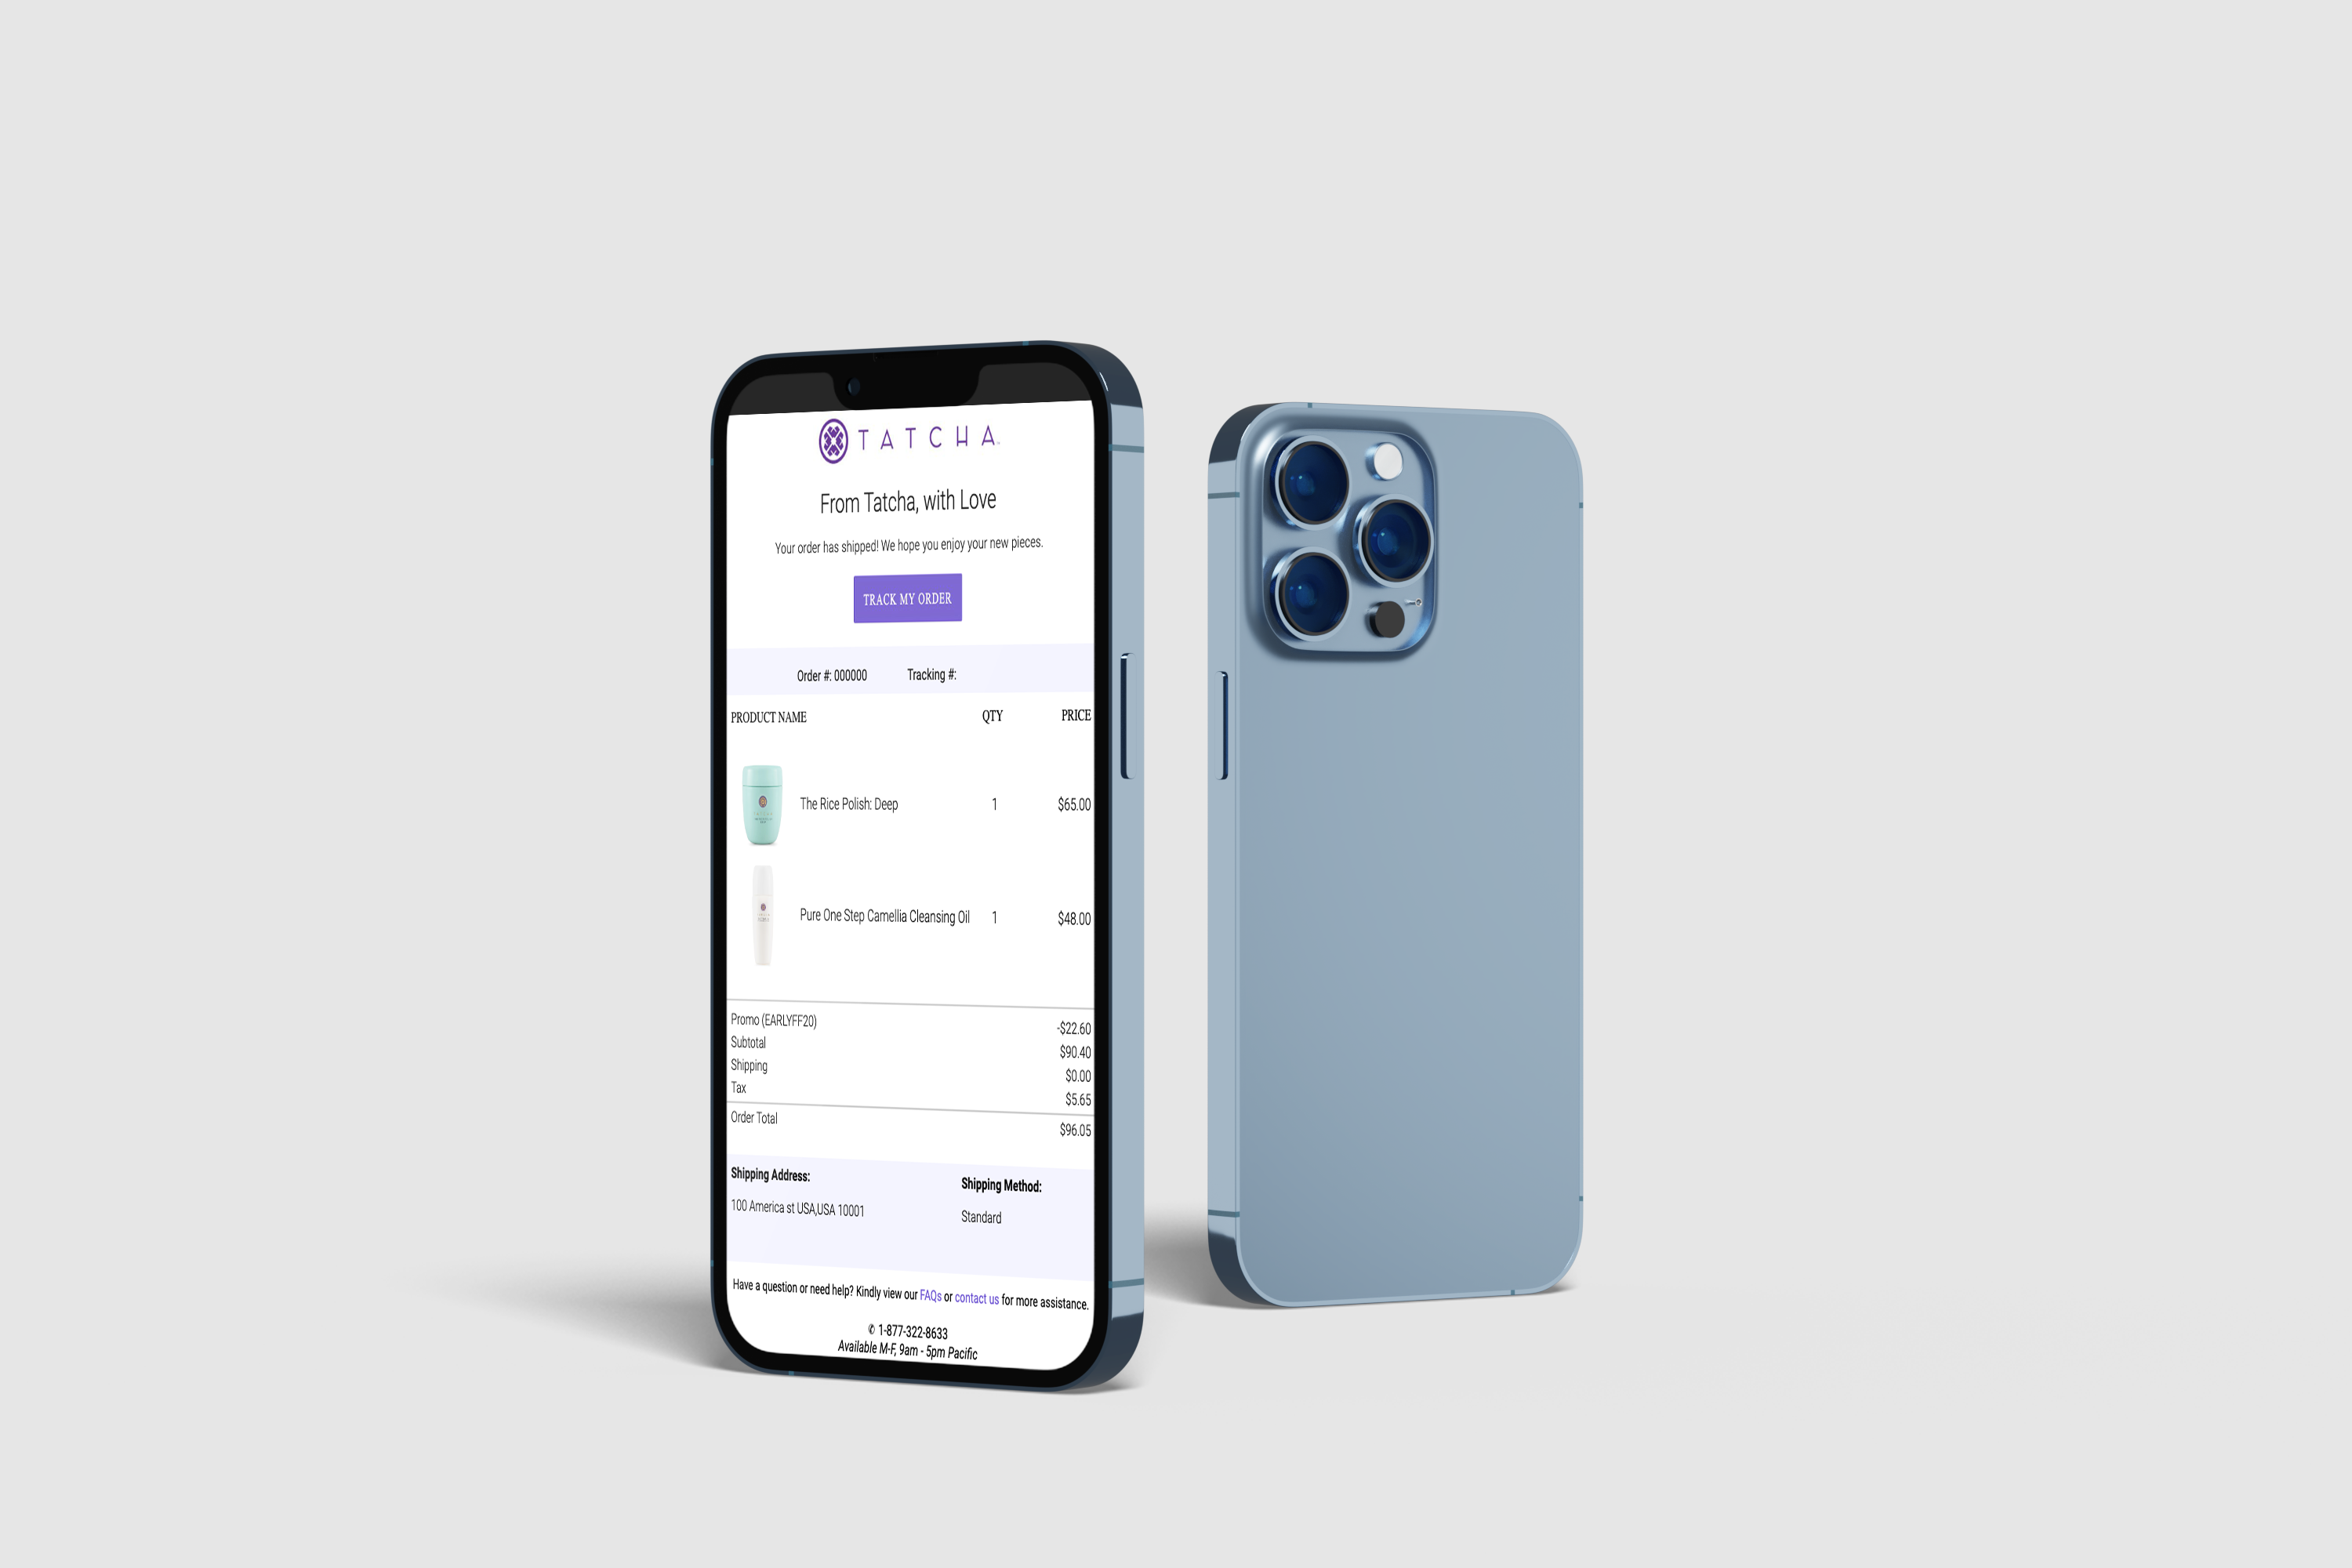 TATCHA
From Tatcha, with Love
Your order has shipped! We hope you enjoy your new pieces.
TRACK MY ORDER
Order #: 000000 Tracking #:
PRODUCT NAME QTY PRICE
The Rice Polish: Deep 1 $65.00
Pure One Step Camellia Cleansing Oil 1 $48.00
Promo (EARLYFF20) -$22.60
Subtotal $90.40
Shipping $0.00
Tax $5.65
Order Total $96.05
Shipping Address: Shipping Method:
100 America st USA,USA 10001 Standard
Have a question or need help? Kindly view our FAQs or contact us for more assistance.
✆ 1-877-322-8633
Available M-F, 9am - 5pm Pacific